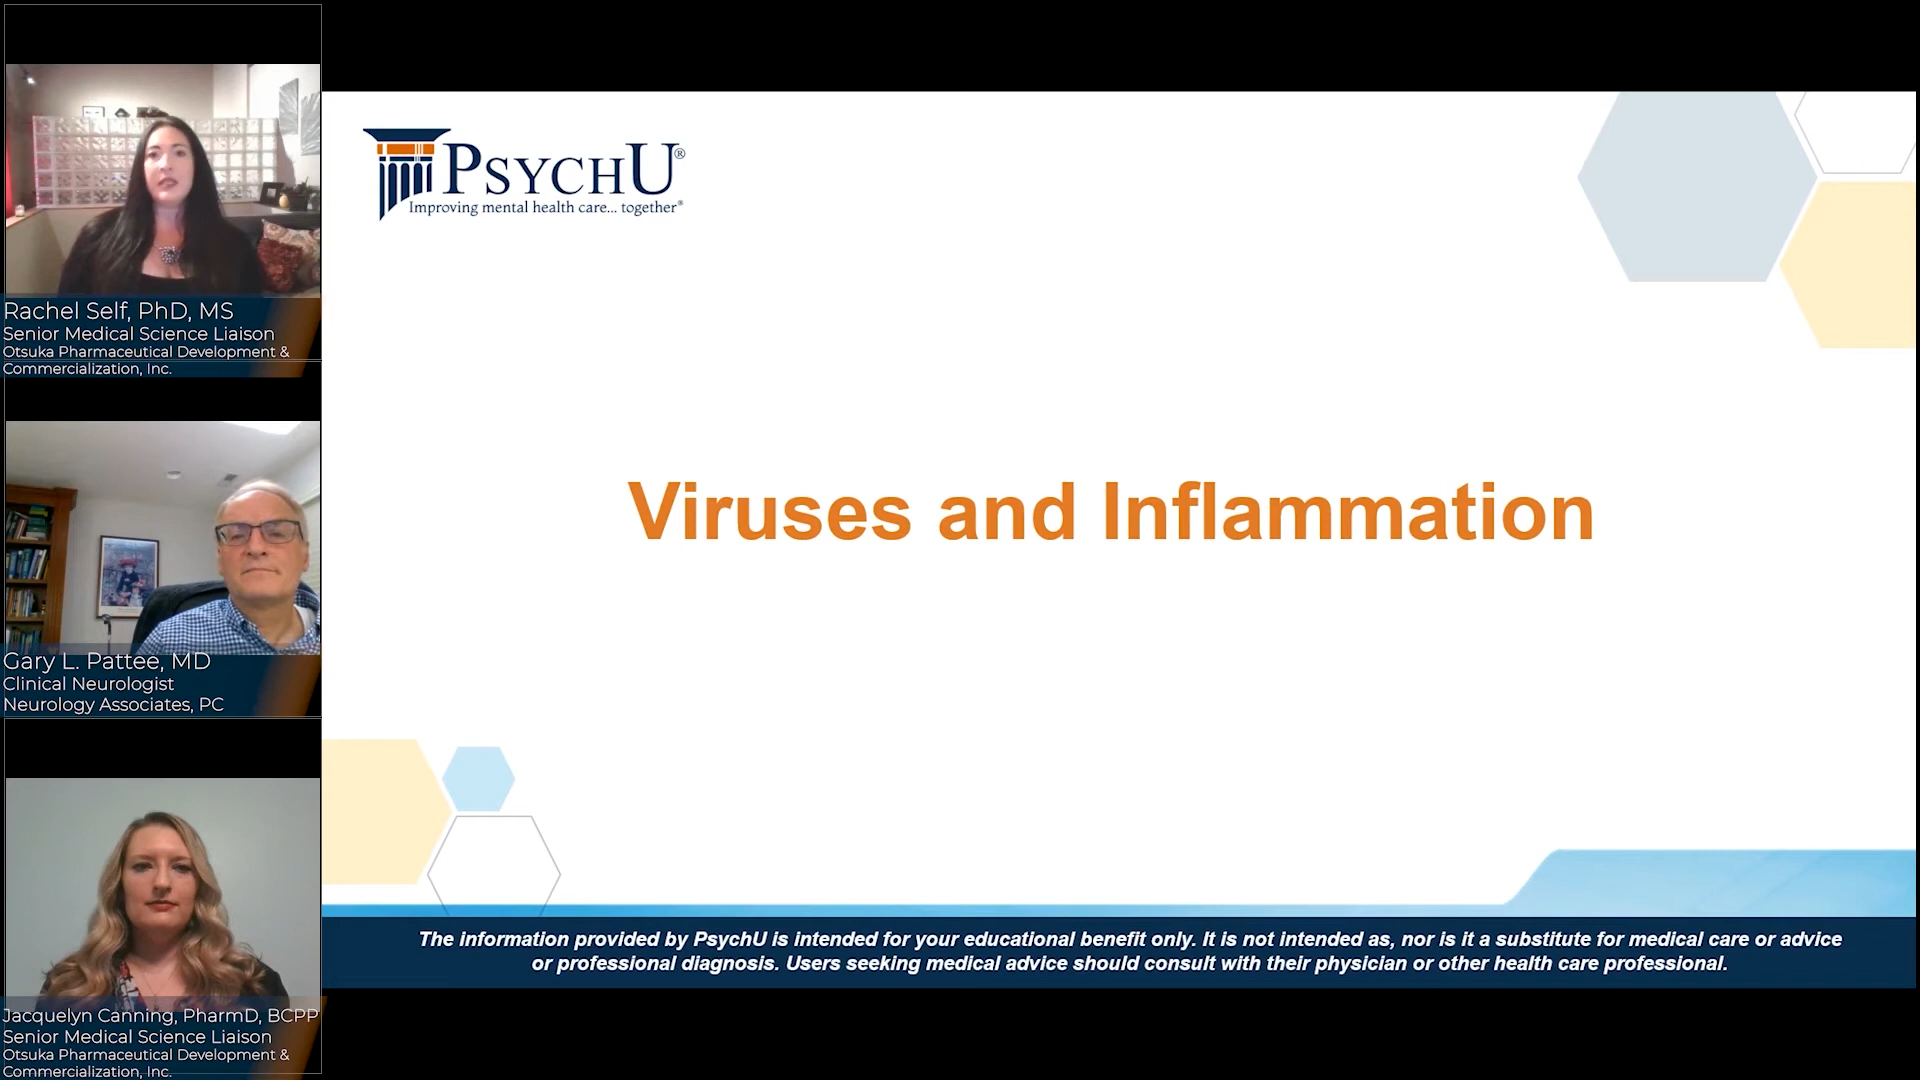 Rachel Self, PhD, MS
Senior Medical Science Liaison
Otsuka Pharmaceutical Development &
Commercialization, Inc.
Gary L. Pattee, MD
Clinical Neurologist
Neurology Associates, PC
Jacquelyn Canning, PharmD, BCPP
Senior Medical Science Liaison
Otsuka Pharmaceutical Development &
Commercialization, Inc.
PSYCHU®
Improving mental health care... together®
Viruses and Inflammation
The information provided by PsychU is intended for your educational benefit only. It is not intended as, nor is it a substitute for medical care or advice
or professional diagnosis. Users seeking medical advice should consult with their physician or other health care professional.